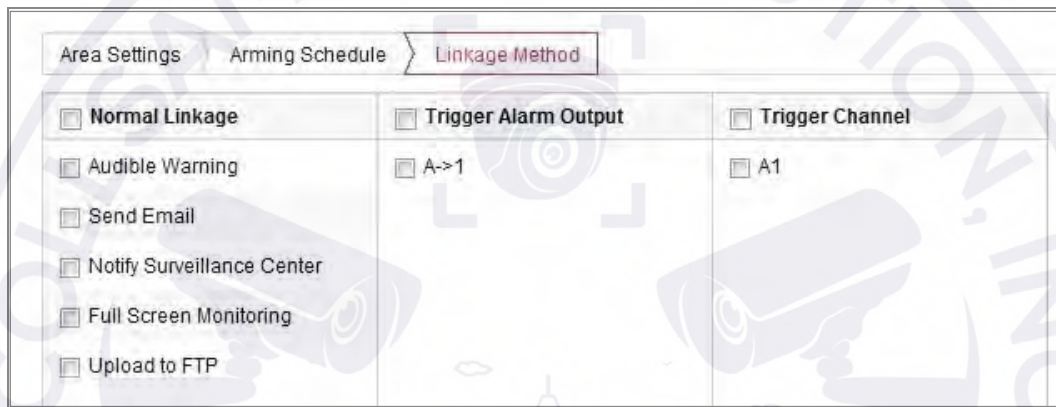 Area Settings Arming Schedule Linkage Method
Normal Linkage Trigger Alarm Output Trigger Channel
Audible Warning A->1 A1
Send Email
Notify Surveillance Center
Full Screen Monitoring
Upload to FTP